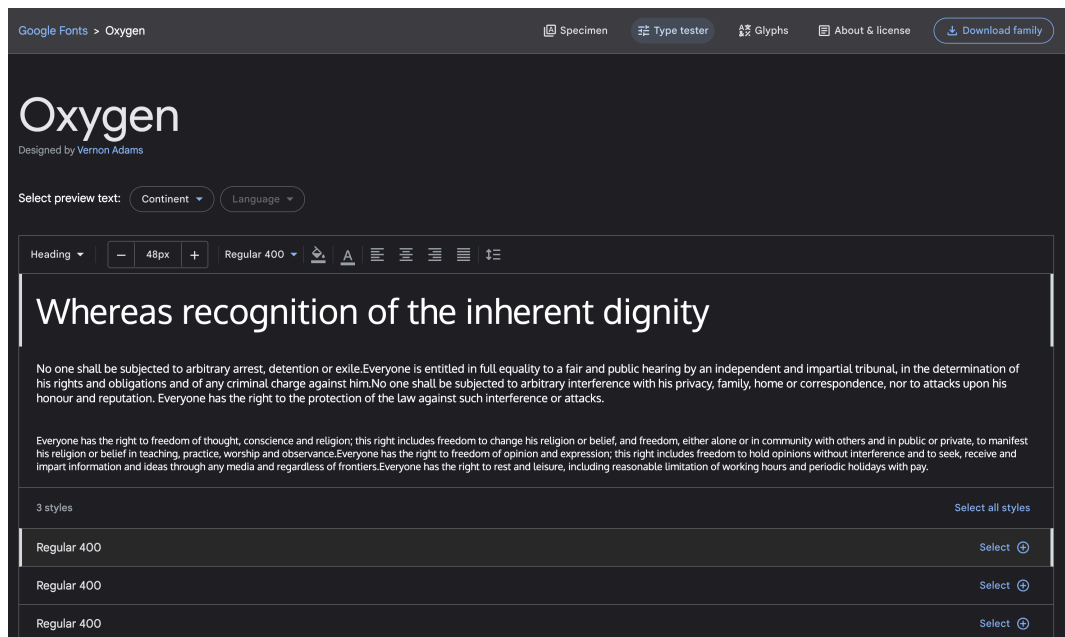 Google Fonts > Oxygen
Specimen
Type tester
Glyphs
About & license
Download family
Oxygen
Designed by Vernon Adams
Select preview text:
Continent
Language
Heading
− 48px +
Regular 400
A
Whereas recognition of the inherent dignity
No one shall be subjected to arbitrary arrest, detention or exile.Everyone is entitled in full equality to a fair and public hearing by an independent and impartial tribunal, in the determination of
his rights and obligations and of any criminal charge against him.No one shall be subjected to arbitrary interference with his privacy, family, home or correspondence, nor to attacks upon his
honour and reputation. Everyone has the right to the protection of the law against such interference or attacks.
Everyone has the right to freedom of thought, conscience and religion; this right includes freedom to change his religion or belief, and freedom, either alone or in community with others and in public or private, to manifest
his religion or belief in teaching, practice, worship and observance.Everyone has the right to freedom of opinion and expression; this right includes freedom to hold opinions without interference and to seek, receive and
impart information and ideas through any media and regardless of frontiers.Everyone has the right to rest and leisure, including reasonable limitation of working hours and periodic holidays with pay.
3 styles
Select all styles
Regular 400
Select
Regular 400
Select
Regular 400
Select